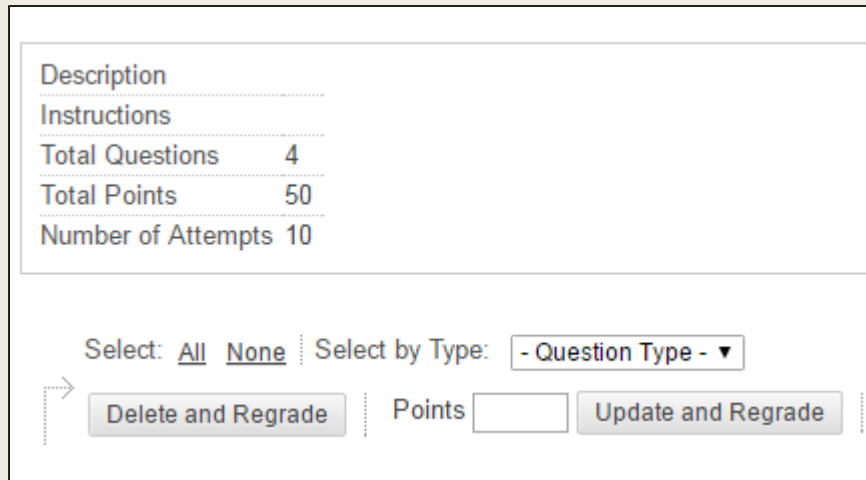 Description
Instructions
Total Questions 4
Total Points 50
Number of Attempts 10
Select: All None Select by Type: - Question Type -
Delete and Regrade Points Update and Regrade